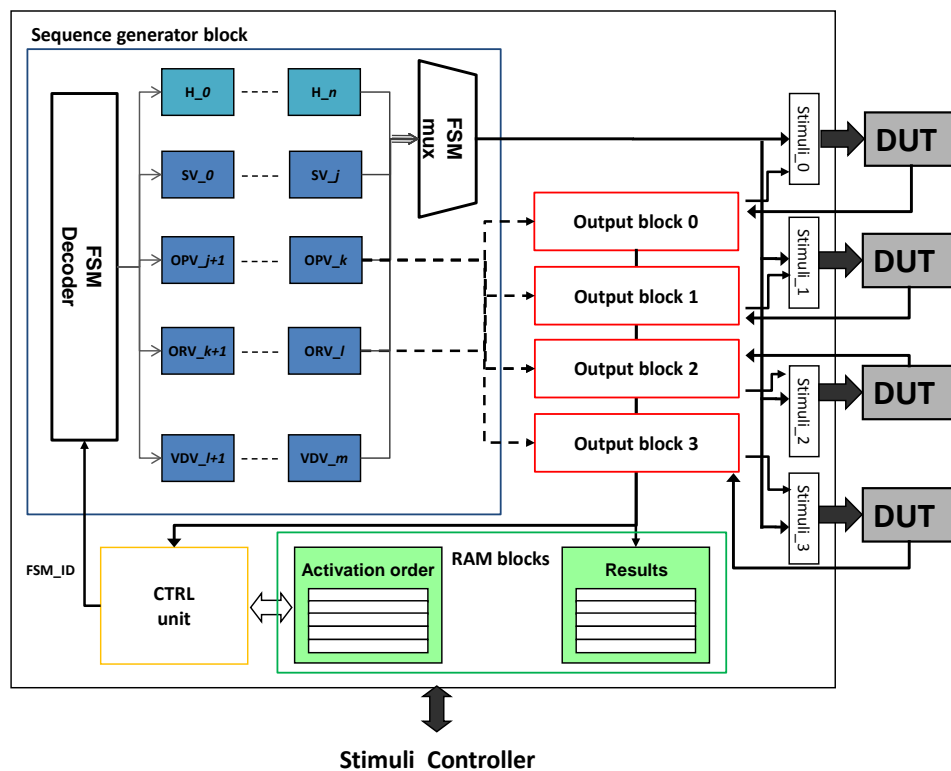 Sequence generator block
FSM
Decoder
H_0
H_n
SV_0
SV_j
OPV_j+1
OPV_k
ORV_k+1
ORV_l
VDV_l+1
VDV_m
FSM
mux
Output block 0
Output block 1
Output block 2
Output block 3
Stimuli_0
Stimuli_1
Stimuli_2
Stimuli_3
DUT
DUT
DUT
DUT
FSM_ID
CTRL
unit
RAM blocks
Activation order
Results
Stimuli Controller